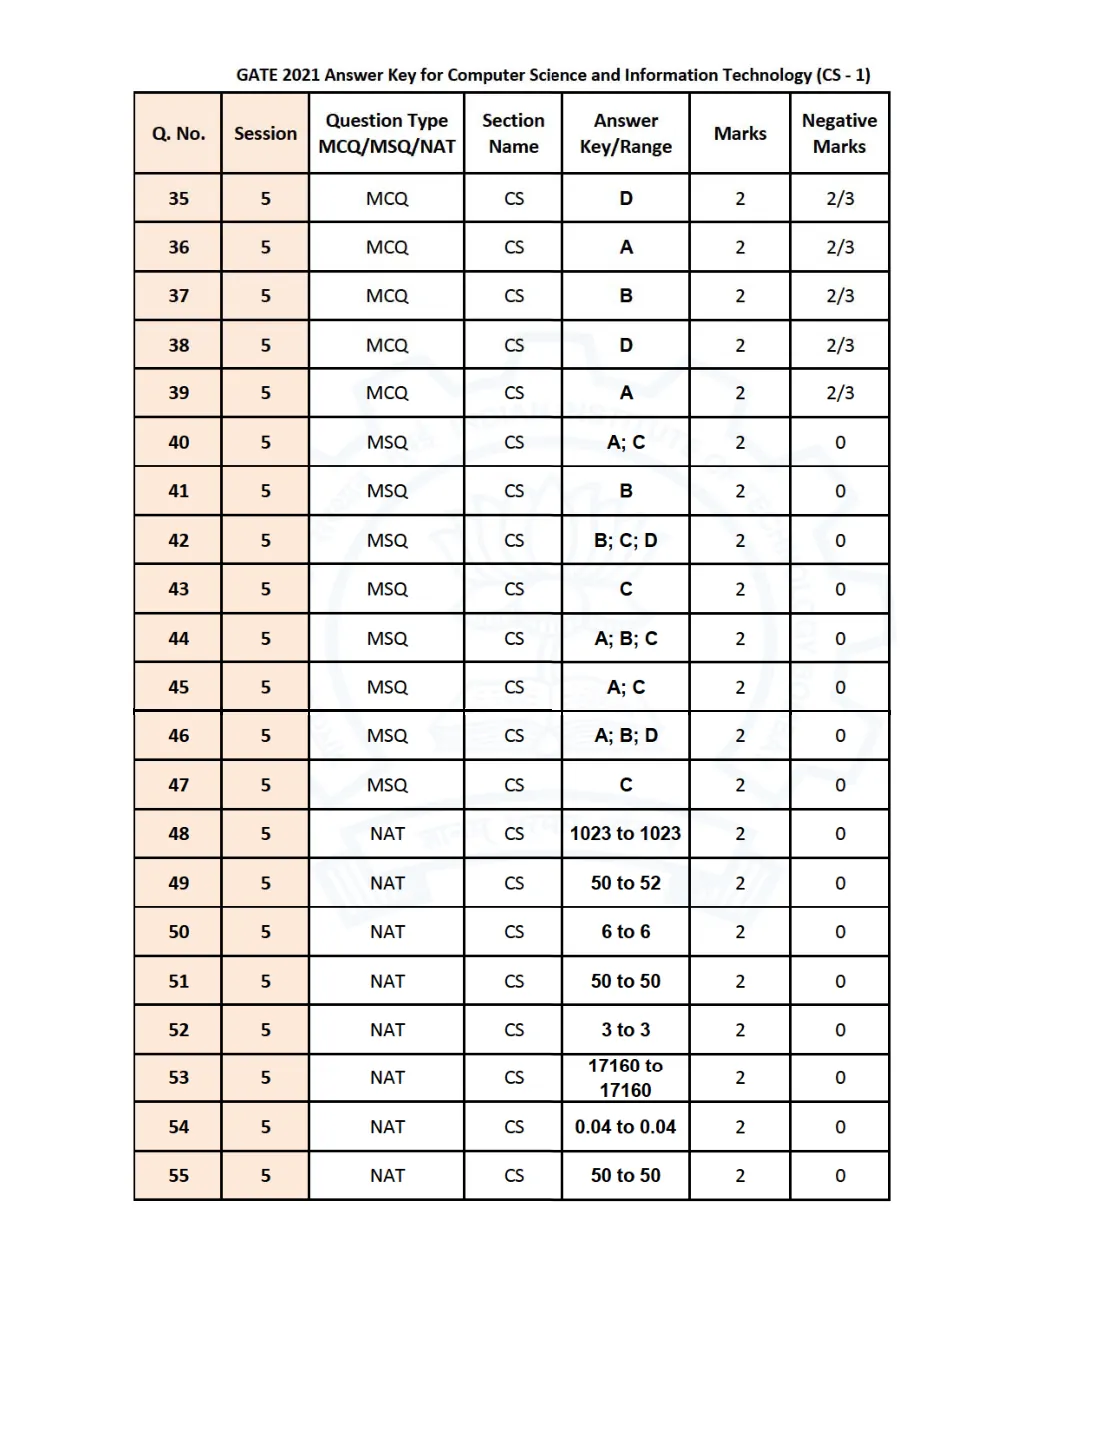 GATE 2021 Answer Key for Computer Science and Information Technology (CS - 1)
Q. No. Session Question Type MCQ/MSQ/NAT Section Name Answer Key/Range Marks Negative Marks
35 5 MCQ CS D 2 2/3
36 5 MCQ CS A 2 2/3
37 5 MCQ CS B 2 2/3
38 5 MCQ CS D 2 2/3
39 5 MCQ CS A 2 2/3
40 5 MSQ CS A; C 2 0
41 5 MSQ CS B 2 0
42 5 MSQ CS B; C; D 2 0
43 5 MSQ CS C 2 0
44 5 MSQ CS A; B; C 2 0
45 5 MSQ CS A; C 2 0
46 5 MSQ CS A; B; D 2 0
47 5 MSQ CS C 2 0
48 5 NAT CS 1023 to 1023 2 0
49 5 NAT CS 50 to 52 2 0
50 5 NAT CS 6 to 6 2 0
51 5 NAT CS 50 to 50 2 0
52 5 NAT CS 3 to 3 2 0
53 5 NAT CS 17160 to 17160 2 0
54 5 NAT CS 0.04 to 0.04 2 0
55 5 NAT CS 50 to 50 2 0